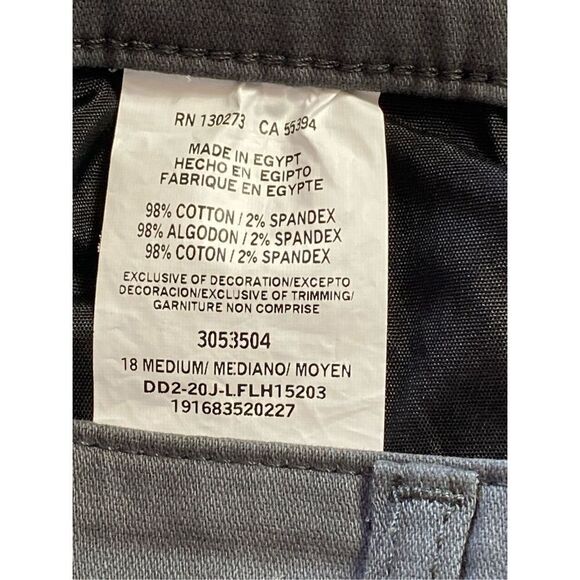 RN 130273 CA 55394
MADE IN EGYPT
HECHO EN EGIPTO
FABRIQUE EN EGYPTE
98% COTTON / 2% SPANDEX
98% ALGODON / 2% SPANDEX
98% COTON / 2% SPANDEX
EXCLUSIVE OF DECORATION/EXCEPTO
DECORACION/EXCLUSIVE OF TRIMMING/
GARNITURE NON COMPRISE
3053504
18 MEDIUM/ MEDIANO/ MOYEN
DD2-20J-LFLH15203
191683520227